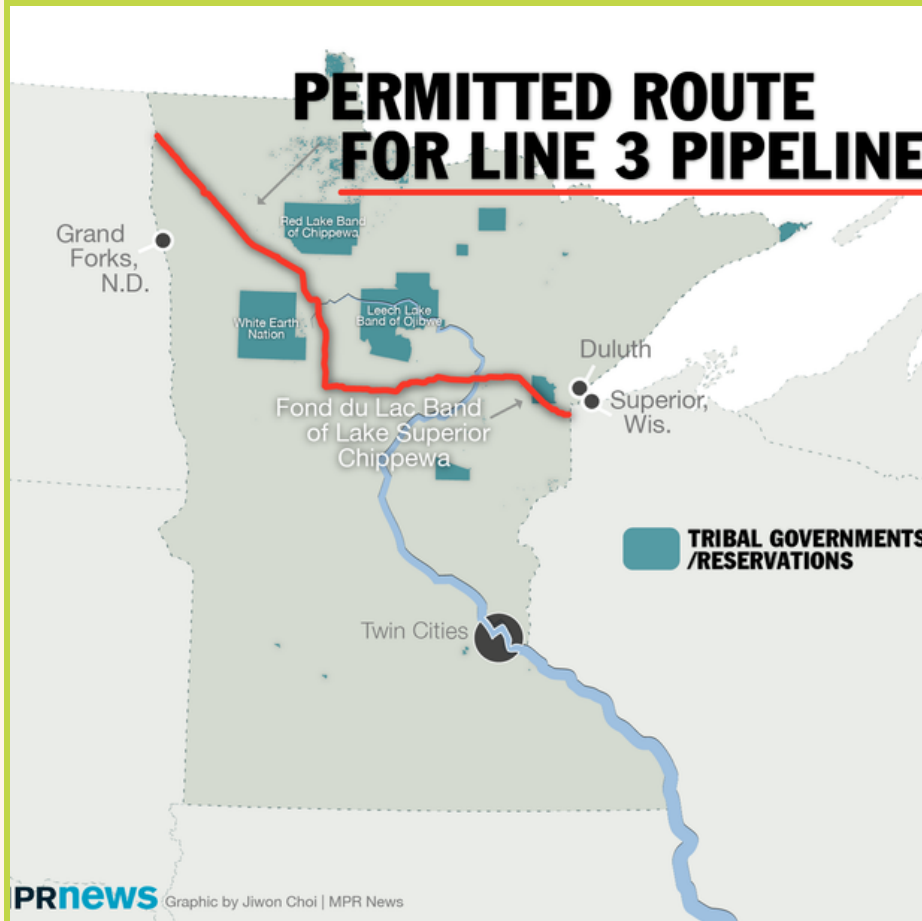 PERMITTED ROUTE
FOR LINE 3 PIPELINE
Red Lake Band
of Chippewa
Grand
Forks,
N.D.
White Earth
Nation
Leech Lake
Band of Ojibwe
Duluth
Superior,
Wis.
Fond du Lac Band
of Lake Superior
Chippewa
TRIBAL GOVERNMENTS
/RESERVATIONS
Twin Cities
PRnews
Graphic by Jiwon Choi | MPR News